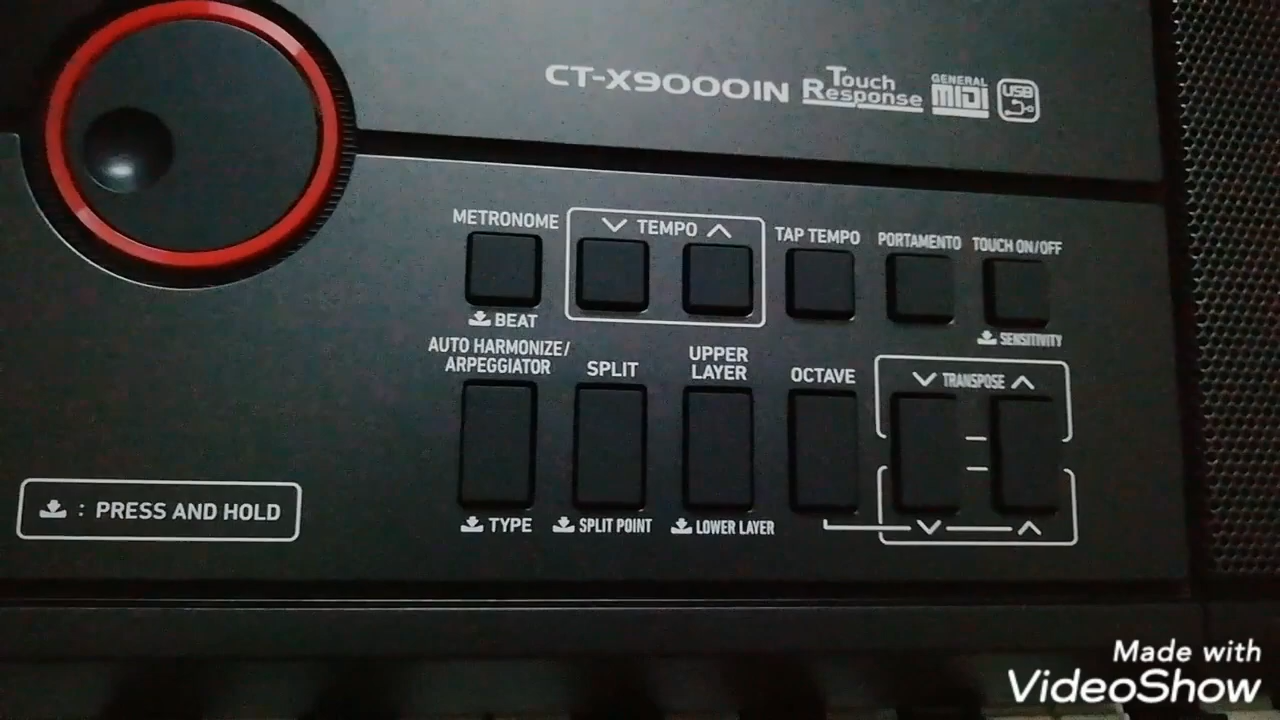 CT-X9000IN Touch Response GENERAL MIDI USB
METRONOME
TEMPO
TAP TEMPO
PORTAMENTO
TOUCH ON/OFF
BEAT
SENSITIVITY
AUTO HARMONIZE/
ARPEGGIATOR
SPLIT
UPPER
LAYER
OCTAVE
TRANSPOSE
: PRESS AND HOLD
TYPE
SPLIT POINT
LOWER LAYER
Made with
VideoShow